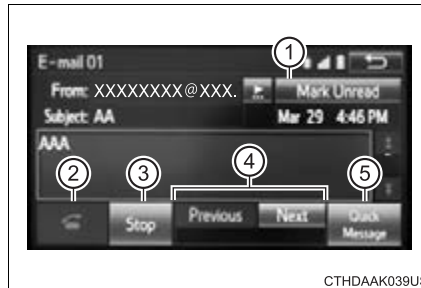 1
E-mail 01
From: XXXXXXXX@XXX. Mark Unread
Subject: AA Mar 29 4:46 PM
AAA
2 3 4 5
Stop Previous Next Quick Message
CTHDAAK039US